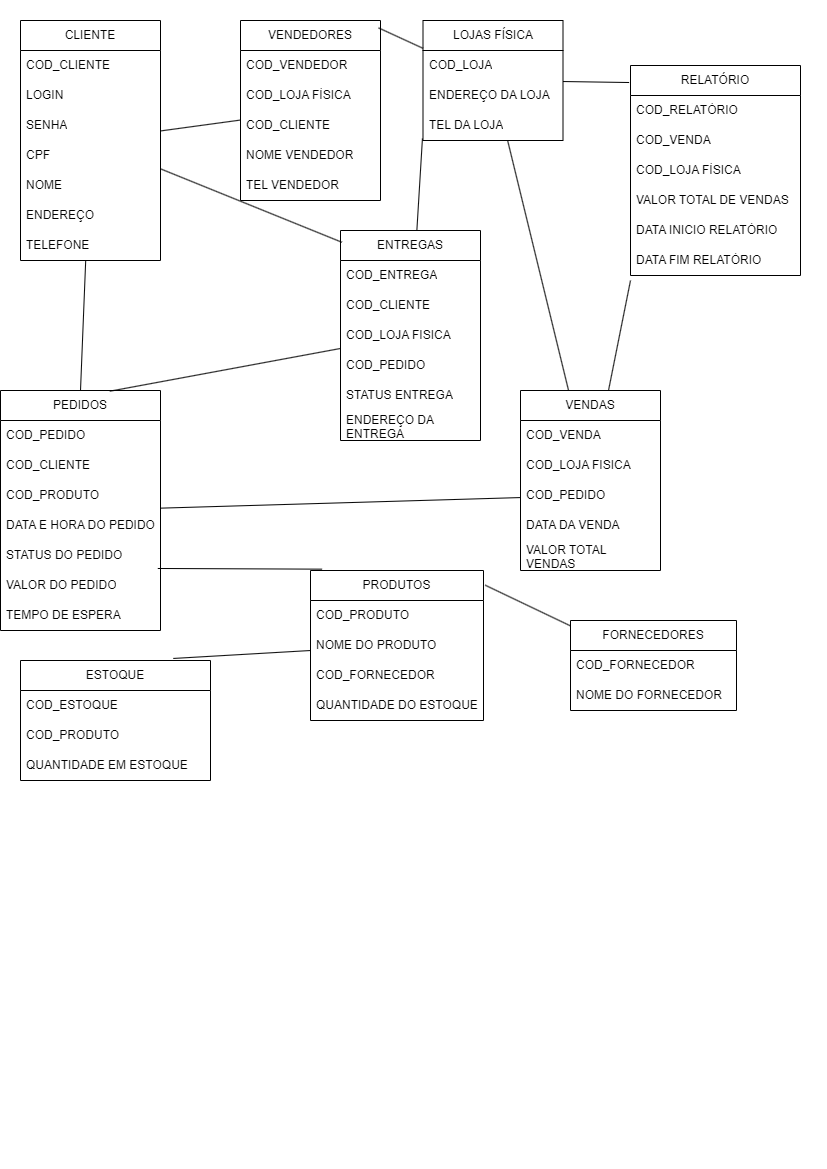 CLIENTE
COD_CLIENTE
LOGIN
SENHA
CPF
NOME
ENDEREÇO
TELEFONE
VENDEDORES
COD_VENDEDOR
COD_LOJA FÍSICA
COD_CLIENTE
NOME VENDEDOR
TEL VENDEDOR
LOJAS FÍSICA
COD_LOJA
ENDEREÇO DA LOJA
TEL DA LOJA
RELATÓRIO
COD_RELATÓRIO
COD_VENDA
COD_LOJA FÍSICA
VALOR TOTAL DE VENDAS
DATA INICIO RELATÓRIO
DATA FIM RELATÓRIO
ENTREGAS
COD_ENTREGA
COD_CLIENTE
COD_LOJA FISICA
COD_PEDIDO
STATUS ENTREGA
ENDEREÇO DA
ENTREGA
PEDIDOS
COD_PEDIDO
COD_CLIENTE
COD_PRODUTO
DATA E HORA DO PEDIDO
STATUS DO PEDIDO
VALOR DO PEDIDO
TEMPO DE ESPERA
VENDAS
COD_VENDA
COD_LOJA FISICA
COD_PEDIDO
DATA DA VENDA
VALOR TOTAL
VENDAS
PRODUTOS
COD_PRODUTO
NOME DO PRODUTO
COD_FORNECEDOR
QUANTIDADE DO ESTOQUE
FORNECEDORES
COD_FORNECEDOR
NOME DO FORNECEDOR
ESTOQUE
COD_ESTOQUE
COD_PRODUTO
QUANTIDADE EM ESTOQUE